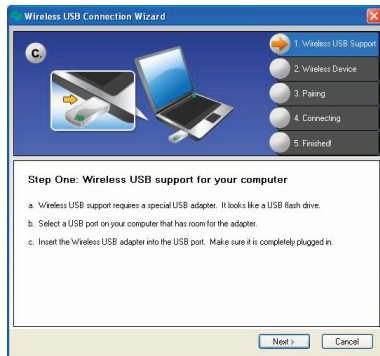 Wireless USB Connection Wizard
C.
1. Wireless USB Support
2. Wireless Device
3. Pairing
4. Connecting
5. Finished!
Step One: Wireless USB support for your computer
a. Wireless USB support requires a special USB adapter. It looks like a USB flash drive.
b. Select a USB port on your computer that has room for the adapter.
c. Insert the Wireless USB adapter into the USB port. Make sure it is completely plugged in.
Next >
Cancel